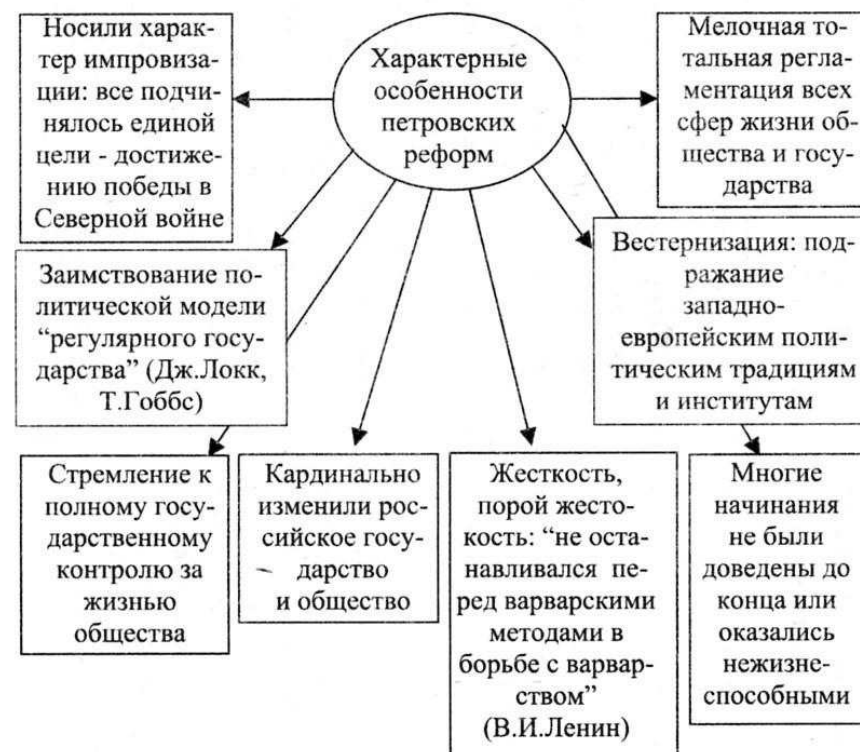 Характерные
особенности
петровских
реформ
Носили харак-
тер импровиза-
ции: все подчи-
нялось единой
цели - достиже-
нию победы в
Северной войне
Мелочная то-
тальная регла-
ментация всех
сфер жизни об-
щества и госу-
дарства
Заимствование по-
литической модели
“регулярного госу-
дарства” (Дж.Локк,
Т.Гоббс)
Вестернизация: под-
ражание
западно-
европейским поли-
тическим традициям
и институтам
Стремление к
полному госу-
дарственному
контролю за
жизнью
общества
Кардинально
изменили рос-
сийское госу-
дарство
и общество
Жесткость,
порой жесто-
кость: “не оста-
навливался пе-
ред варварскими
методами в
борьбе с варвар-
ством”
(В.И.Ленин)
Многие
начинания
не были
доведены до
конца или
оказались
нежизне-
способными